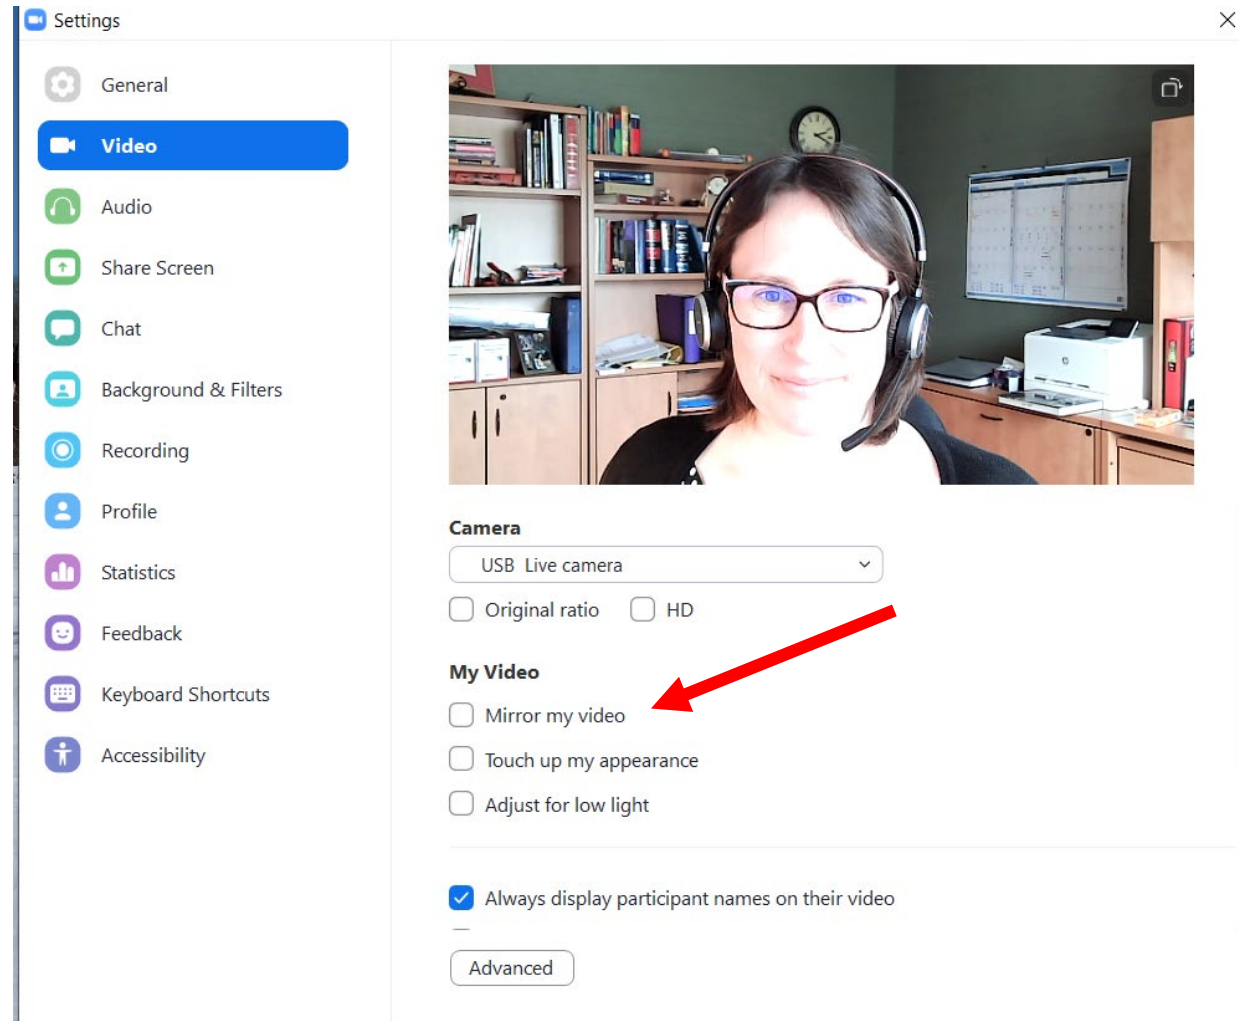 Settings
General
Video
Audio
Share Screen
Chat
Background & Filters
Recording
Profile
Statistics
Feedback
Keyboard Shortcuts
Accessibility
Camera
USB Live camera
Original ratio HD
My Video
Mirror my video
Touch up my appearance
Adjust for low light
Always display participant names on their video
Advanced